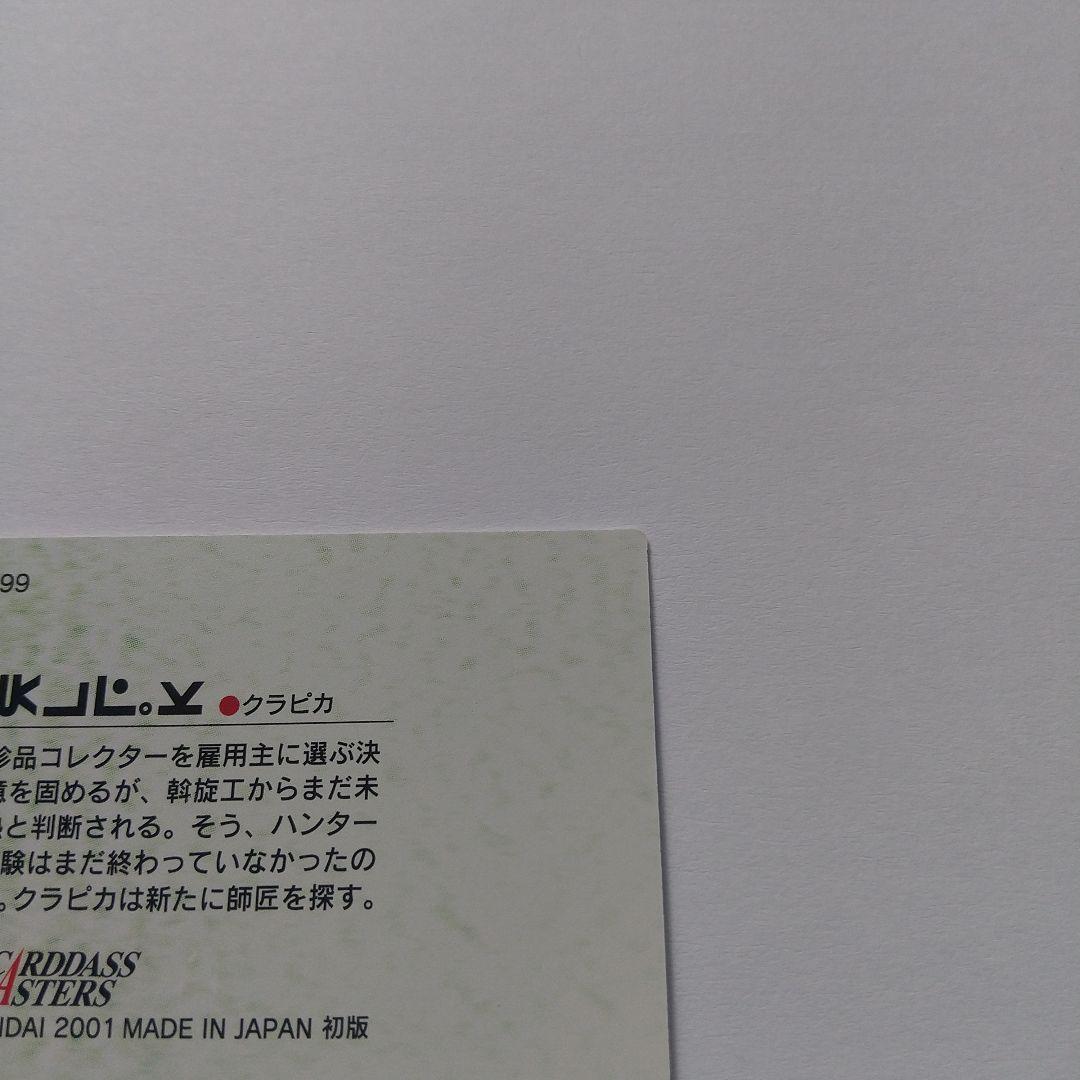 99
●クラピカ
珍品コレクターを雇用主に選ぶ決
意を固めるが、斡旋工からまだ未
熟と判断される。そう、ハンター
験はまだ終わっていなかったの
。クラピカは新たに師匠を探す。
CARDDASS
MASTERS
NDAI 2001 MADE IN JAPAN 初版